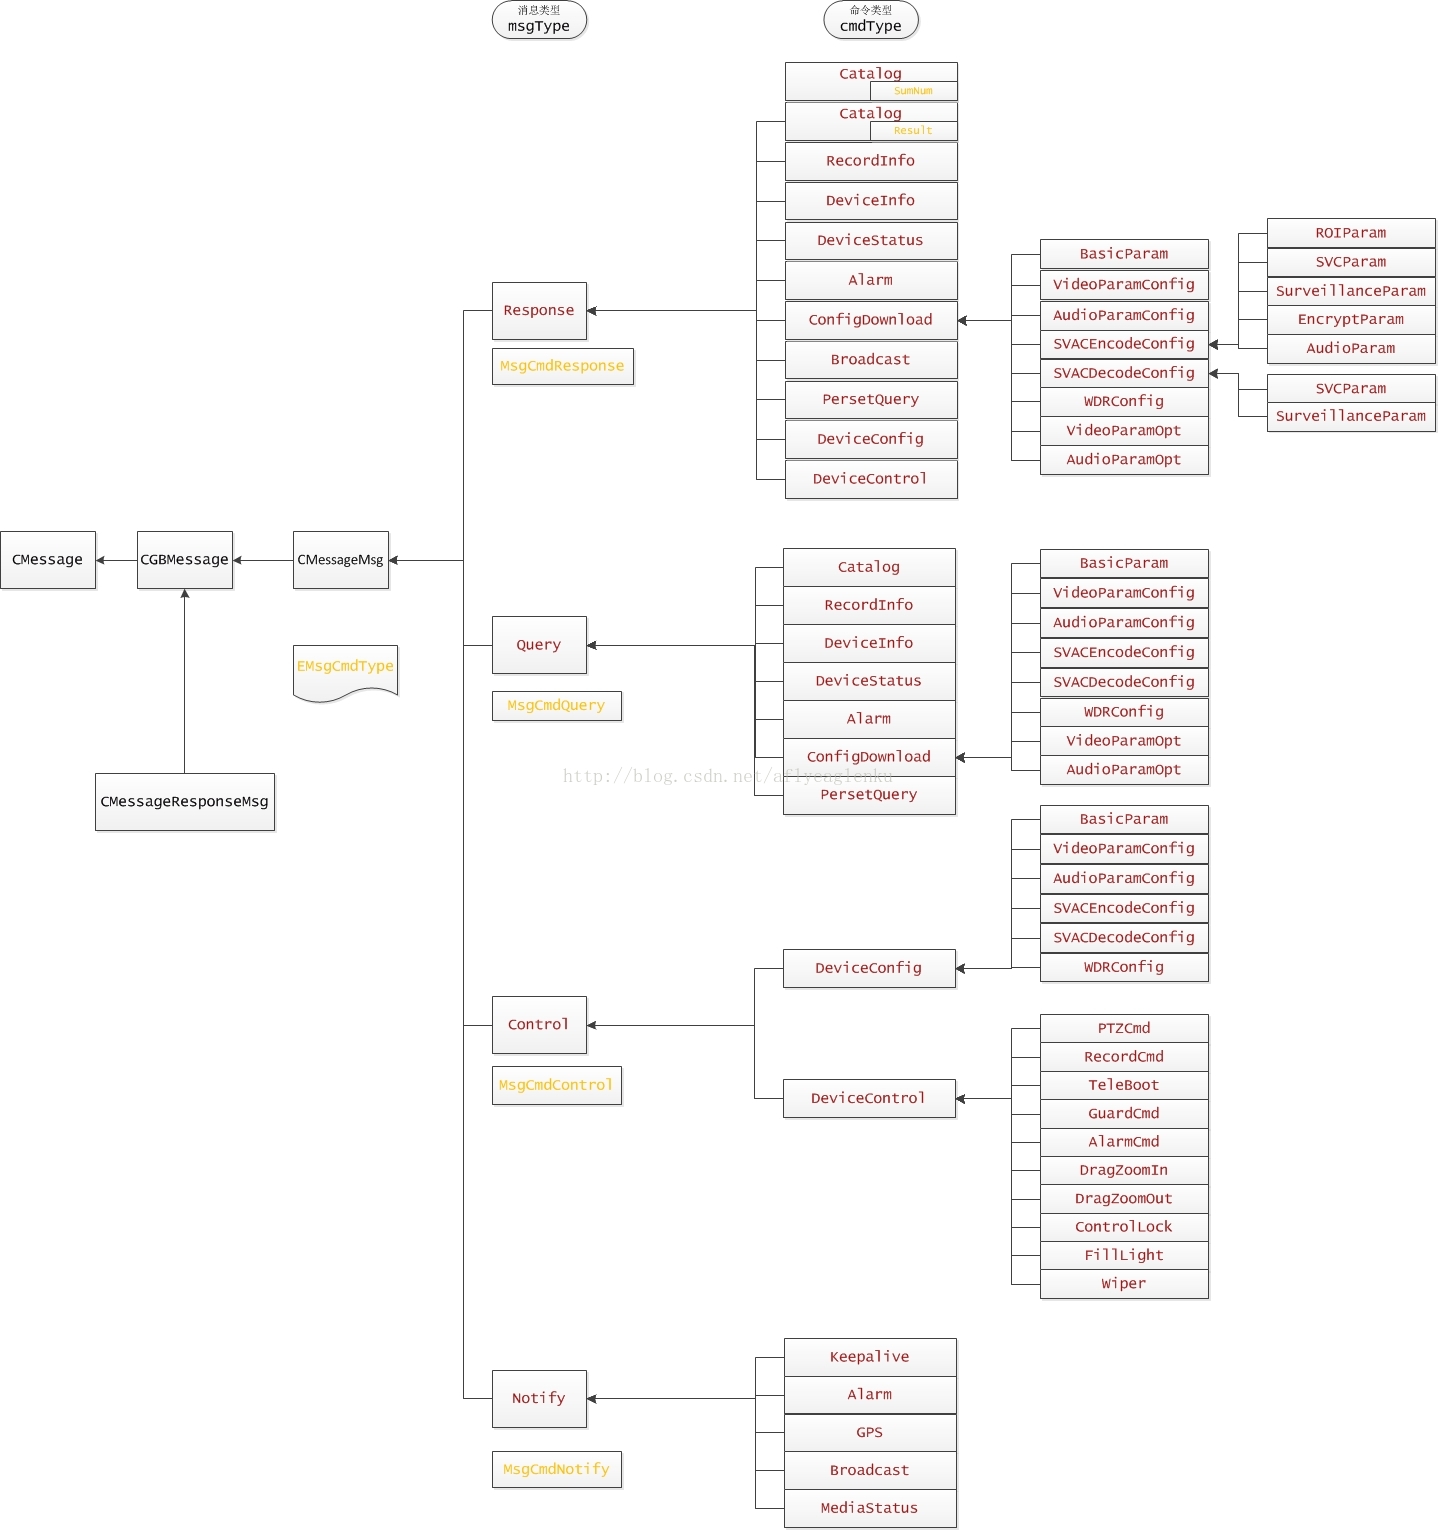 消息类型
msgType
命令类型
cmdType
Catalog
SumNum
Catalog
Result
RecordInfo
DeviceInfo
DeviceStatus
Alarm
ConfigDownload
Broadcast
PersetQuery
DeviceConfig
DeviceControl
BasicParam
VideoParamConfig
AudioParamConfig
SVACEncodeConfig
SVACDecodeConfig
WDRConfig
VideoParamOpt
AudioParamOpt
ROIParam
SVCParam
SurveillanceParam
EncryptParam
AudioParam
SVCParam
SurveillanceParam
Response
MsgCmdResponse
CMessage
CGBMessage
CMessageMsg
EMsgCmdType
CMessageResponseMsg
Query
MsgCmdQuery
Catalog
RecordInfo
DeviceInfo
DeviceStatus
Alarm
ConfigDownload
PersetQuery
BasicParam
VideoParamConfig
AudioParamConfig
SVACEncodeConfig
SVACDecodeConfig
WDRConfig
VideoParamOpt
AudioParamOpt
http://blog.csdn.net/aflyeaglenku
BasicParam
VideoParamConfig
AudioParamConfig
SVACEncodeConfig
SVACDecodeConfig
WDRConfig
DeviceConfig
Control
MsgCmdControl
DeviceControl
PTZCmd
RecordCmd
TeleBoot
GuardCmd
AlarmCmd
DragZoomIn
DragZoomOut
ControlLock
FillLight
Wiper
Notify
MsgCmdNotify
Keepalive
Alarm
GPS
Broadcast
MediaStatus